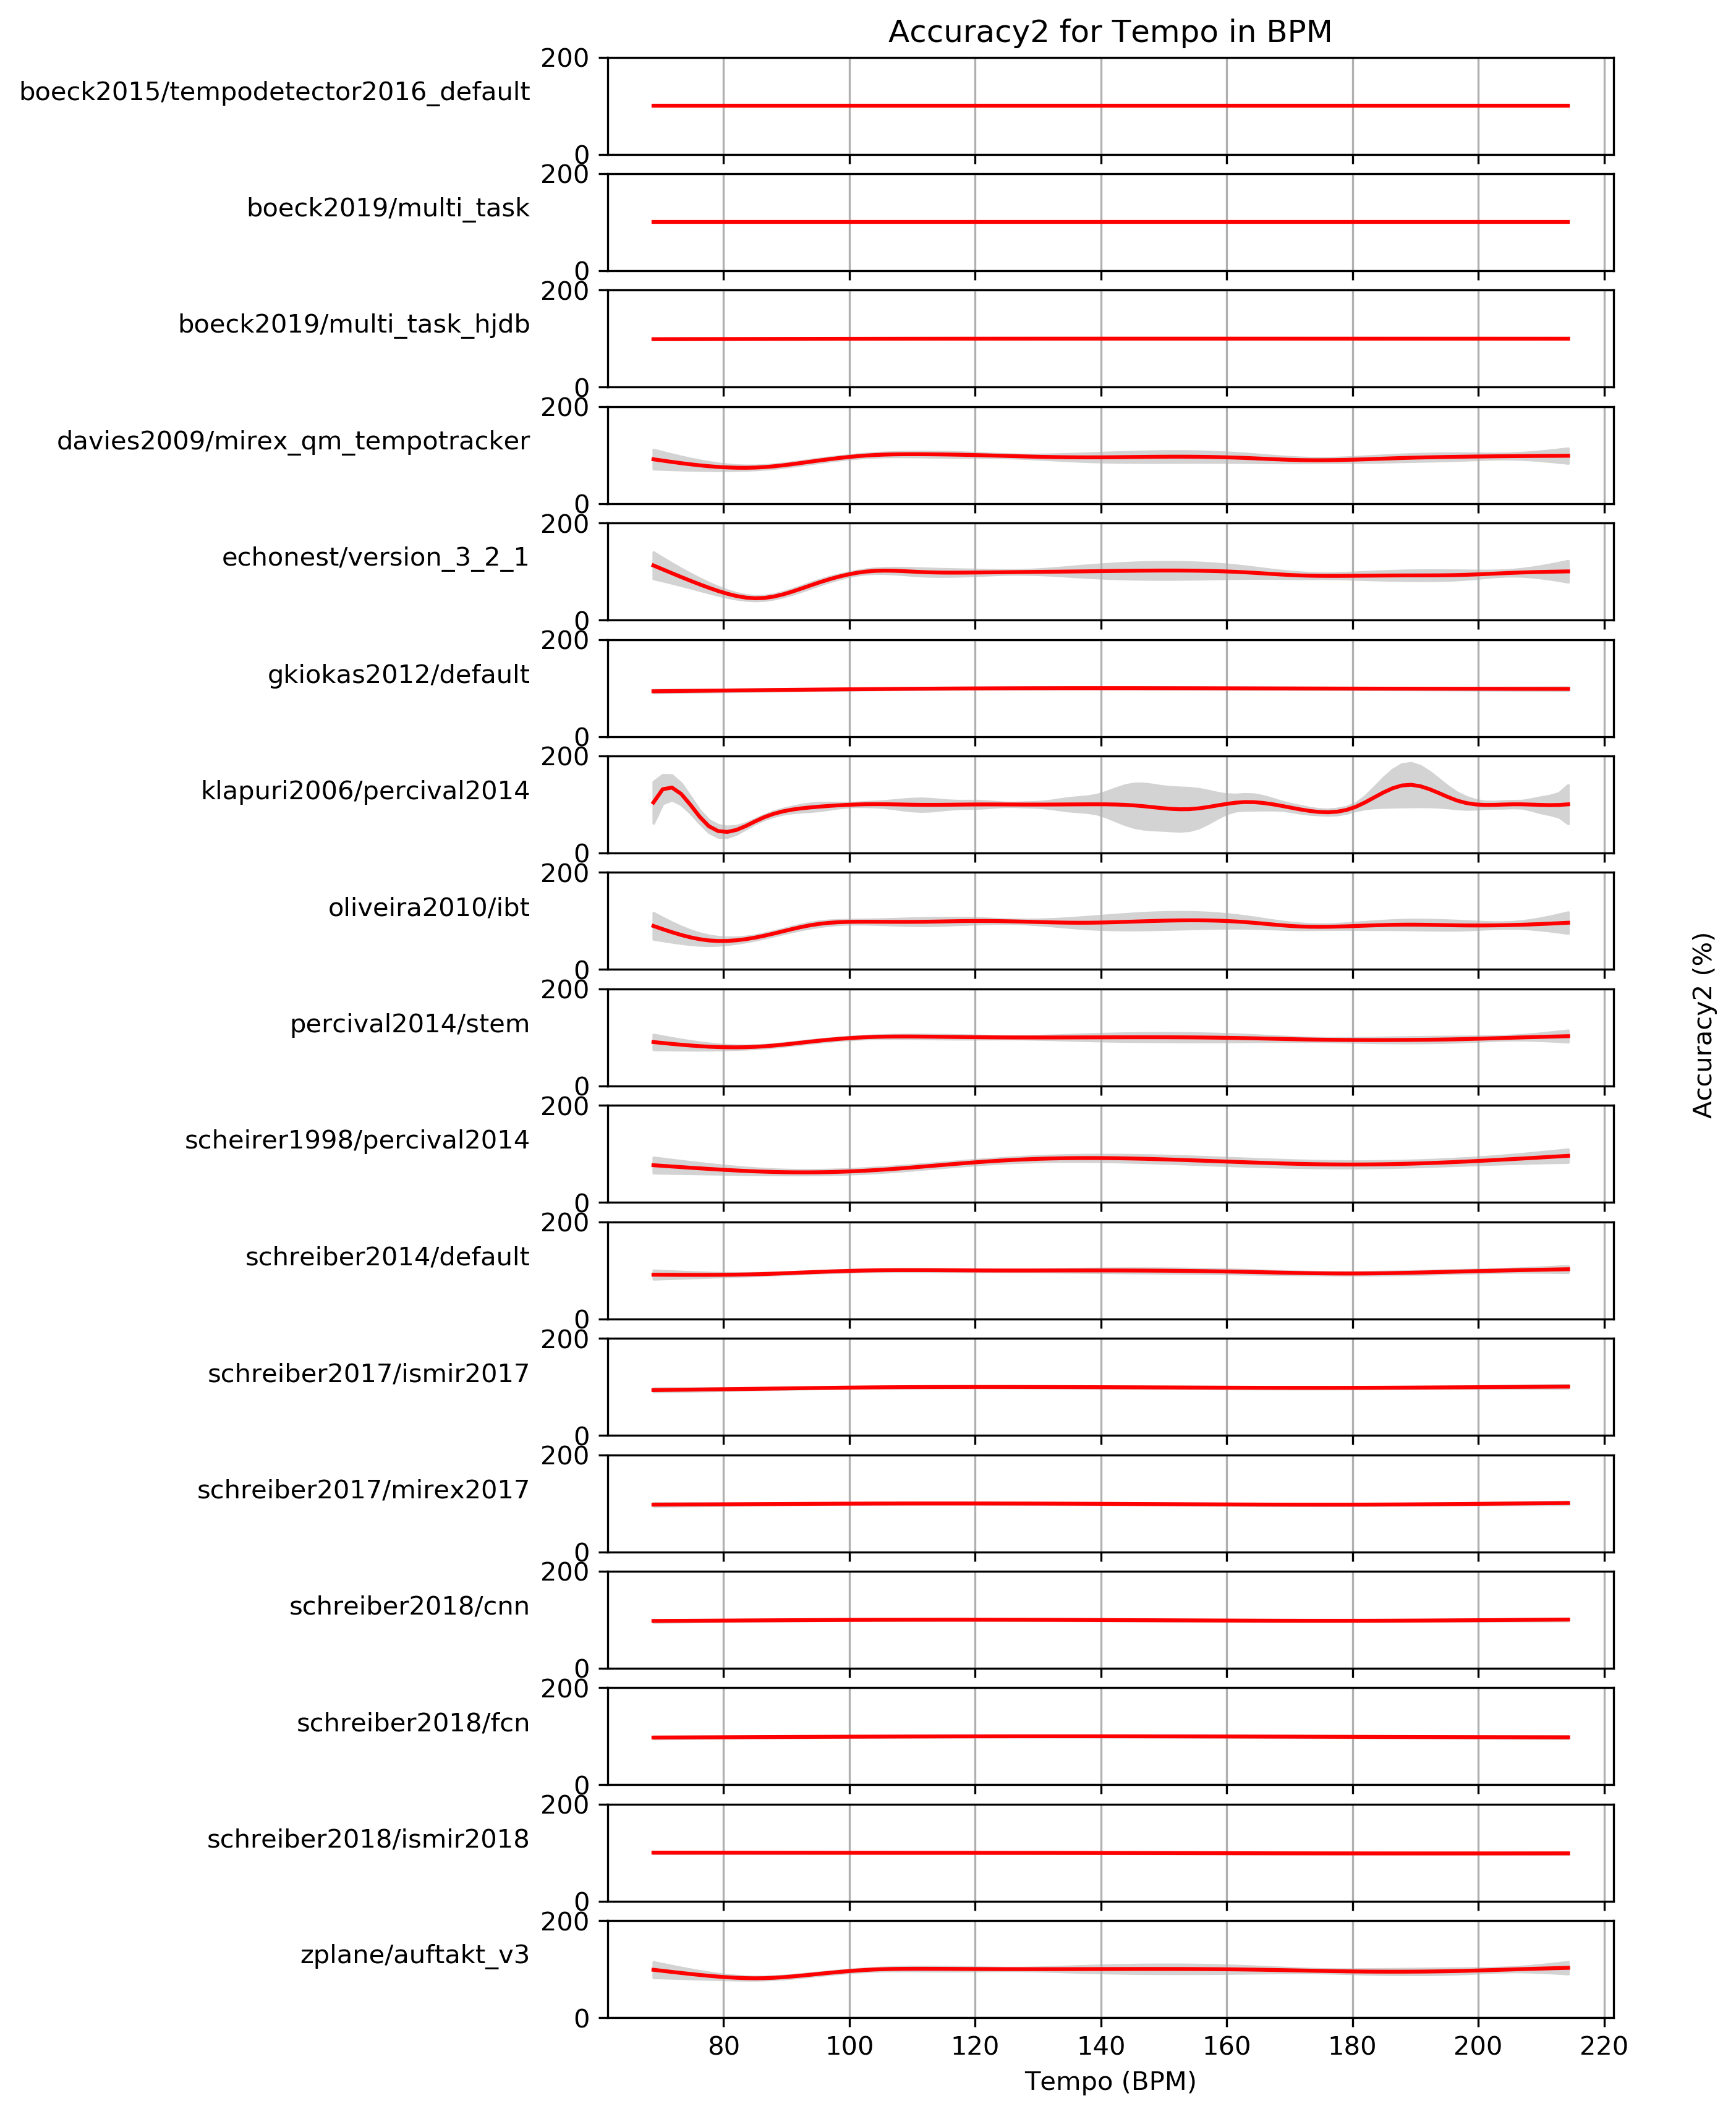 Accuracy2 for Tempo in BPM
200
boeck2015/tempodetector2016_default
0
200
boeck2019/multi_task
0
200
boeck2019/multi_task_hjdb
0
200
davies2009/mirex_qm_tempotracker
0
200
echonest/version_3_2_1
0
200
gkiokas2012/default
0
200
klapuri2006/percival2014
0
200
oliveira2010/ibt
0
200
percival2014/stem
0
200
scheirer1998/percival2014
0
200
schreiber2014/default
0
200
schreiber2017/ismir2017
0
200
schreiber2017/mirex2017
0
200
schreiber2018/cnn
0
200
schreiber2018/fcn
0
200
schreiber2018/ismir2018
0
200
zplane/auftakt_v3
0
80 100 120 140 160 180 200 220
Tempo (BPM)
Accuracy2 (%)